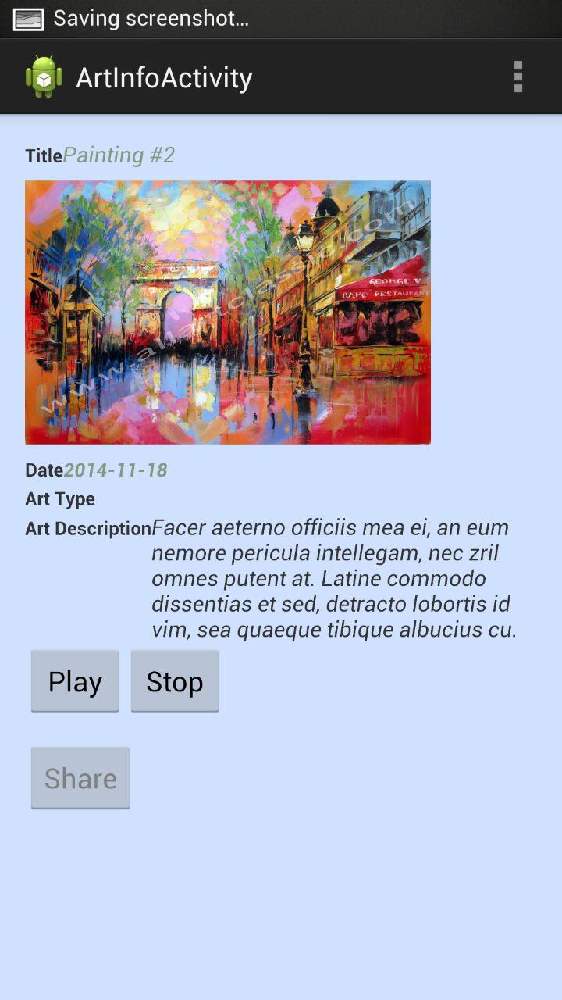 Saving screenshot...
ArtInfoActivity
Title Painting #2
GEORGE V
CAFE RESTAURANT
www.allartclassic.com
Date 2014-11-18
Art Type
Art Description Facer aeterno officiis mea ei, an eum
nemore pericula intellegam, nec zril
omnes putent at. Latine commodo
dissentias et sed, detracto lobortis id
vim, sea quaeque tibique albucius cu.
Play Stop
Share